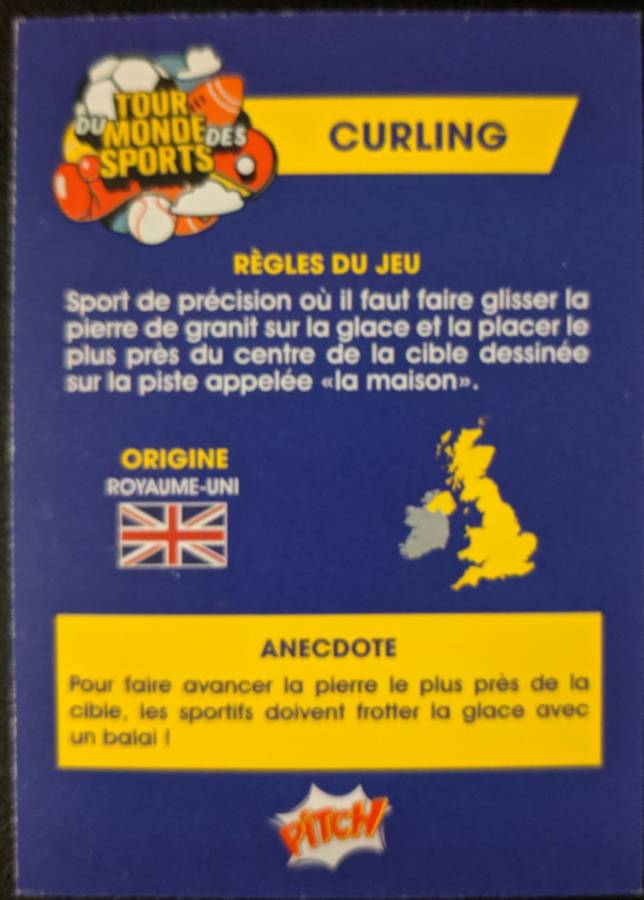 TOUR
DU MONDE DES
SPORTS
CURLING
RÈGLES DU JEU
Sport de précision où il faut faire glisser la
pierre de granit sur la glace et la placer le
plus près du centre de la cible dessinée
sur la piste appelée «la maison».
ORIGINE
ROYAUME-UNI
ANECDOTE
Pour faire avancer la pierre le plus près de la
cible, les sportifs doivent frotter la glace avec
un balai !
PITCH